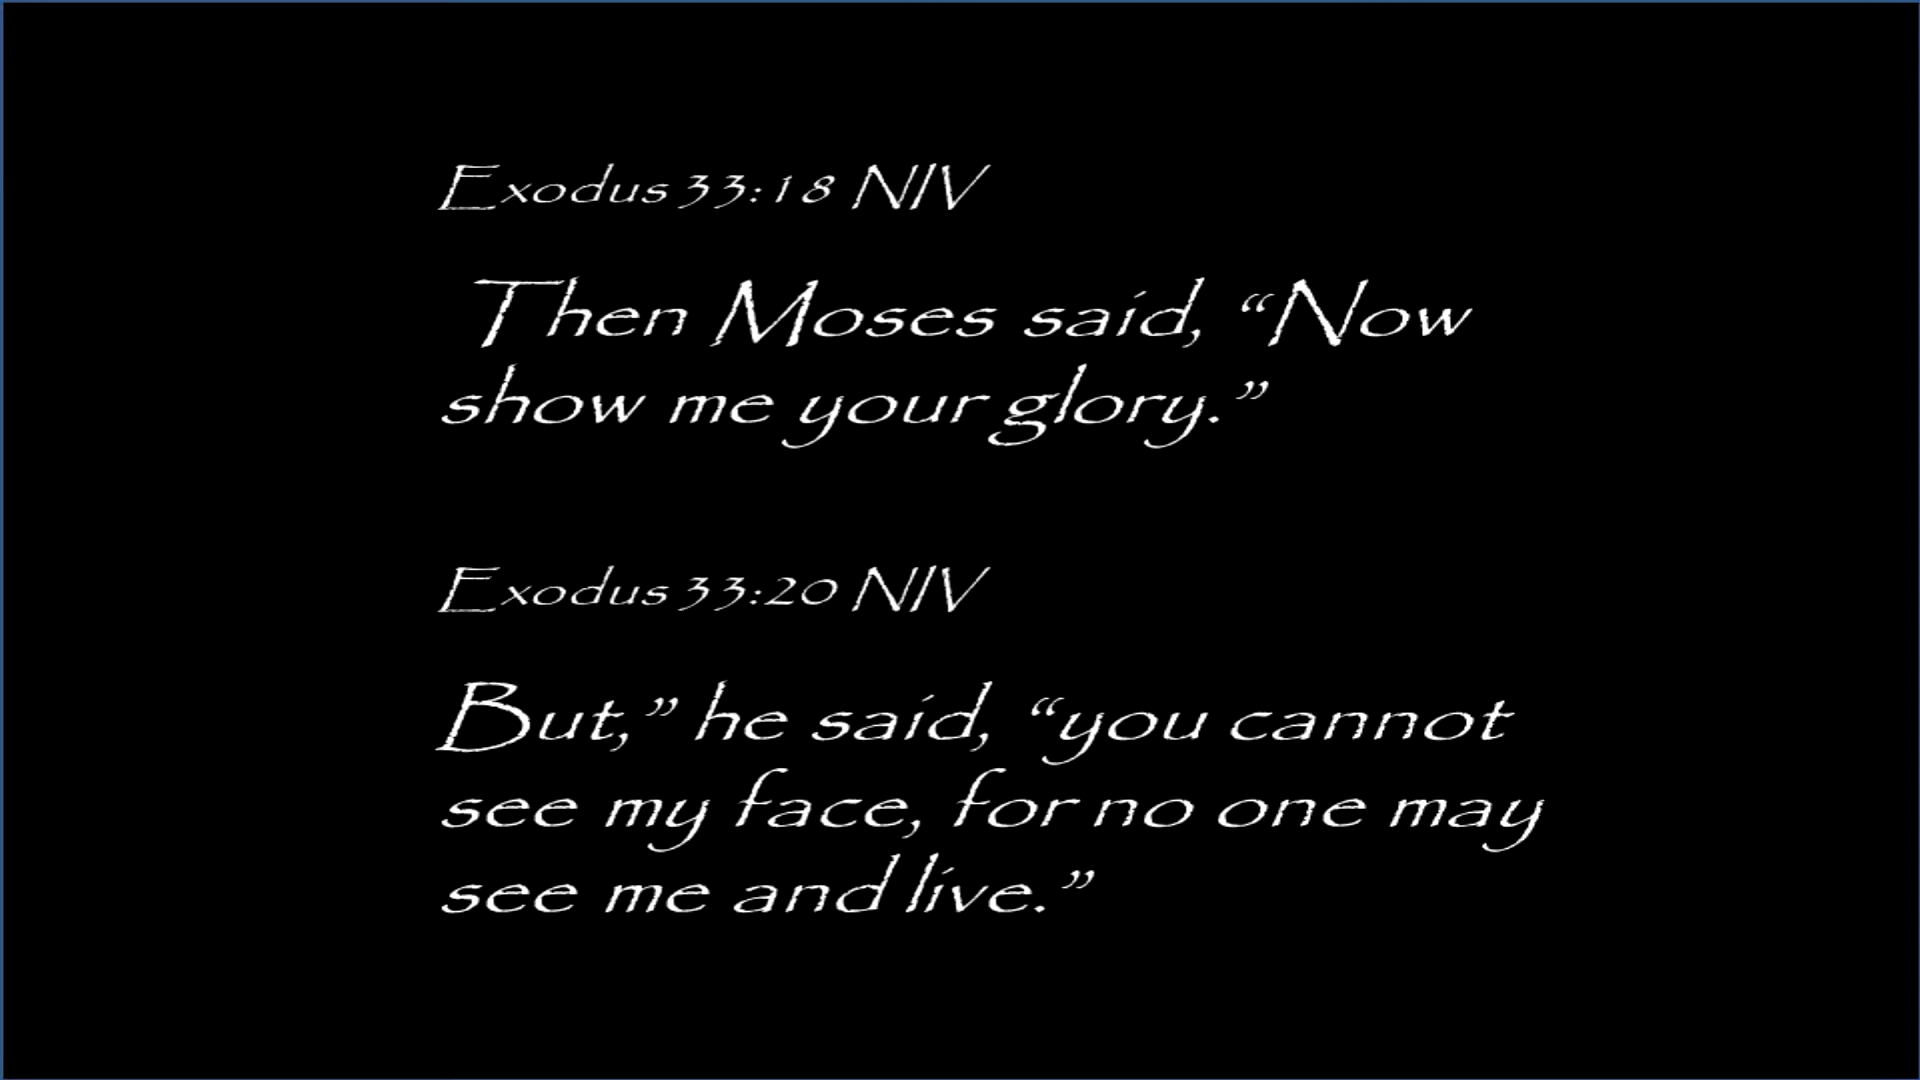 Exodus 33:18 NIV
Then Moses said, “Now
show me your glory.”
Exodus 33:20 NIV
But,” he said, “you cannot
see my face, for no one may
see me and live.”